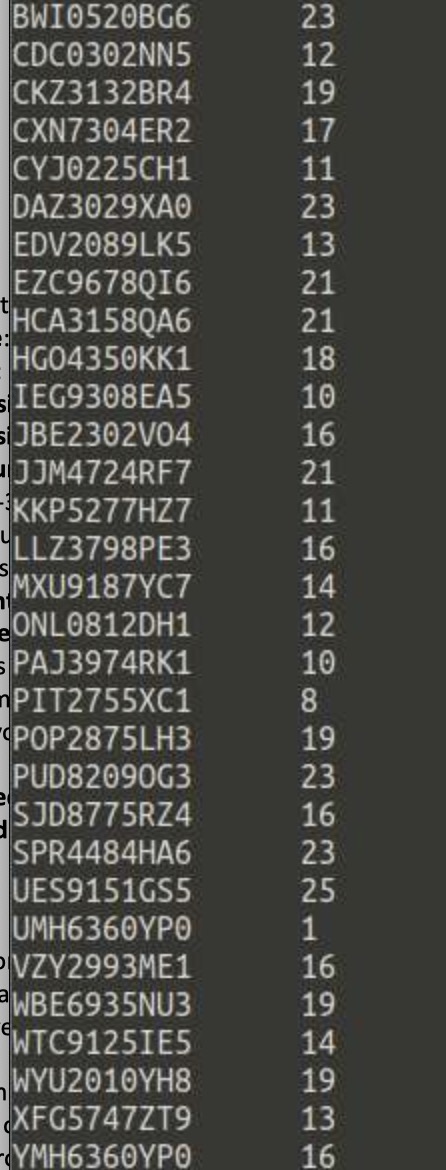 BWI0520BG6 23
CDC0302NN5 12
CKZ3132BR4 19
CXN7304ER2 17
CYJ0225CH1 11
DAZ3029XA0 23
EDV2089LK5 13
EZC9678QI6 21
HCA3158QA6 21
HGO4350KK1 18
IEG9308EA5 10
JBE2302VO4 16
JJM4724RF7 21
KKP5277HZ7 11
LLZ3798PE3 16
MXU9187YC7 14
ONL0812DH1 12
PAJ3974RK1 10
PIT2755XC1 8
POP2875LH3 19
PUD8209OG3 23
SJD8775RZ4 16
SPR4484HA6 23
UES9151GS5 25
UMH6360YP0 1
VZY2993ME1 16
WBE6935NU3 19
WTC9125IE5 14
WYU2010YH8 19
XFG5747ZT9 13
YMH6360YP0 16